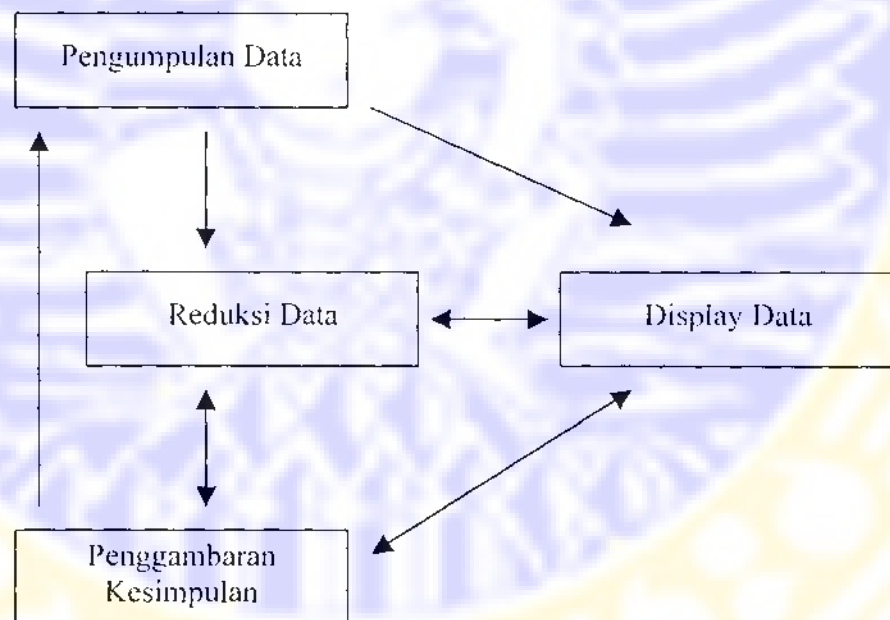 Pengumpulan Data
Reduksi Data
Display Data
Penggambaran
Kesimpulan